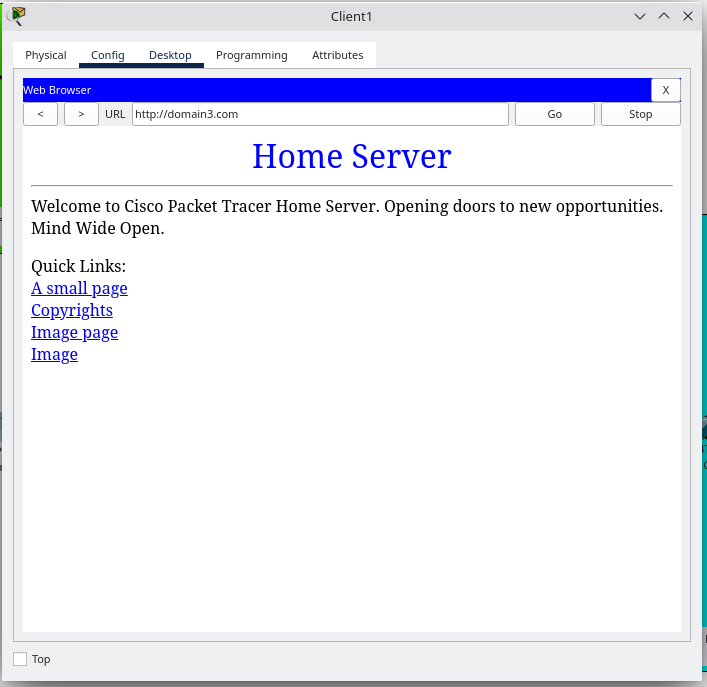 Client1
Physical Config Desktop Programming Attributes
Web Browser X
< > URL http://domain3.com Go Stop
Home Server
Welcome to Cisco Packet Tracer Home Server. Opening doors to new opportunities.
Mind Wide Open.
Quick Links:
A small page
Copyrights
Image page
Image
Top